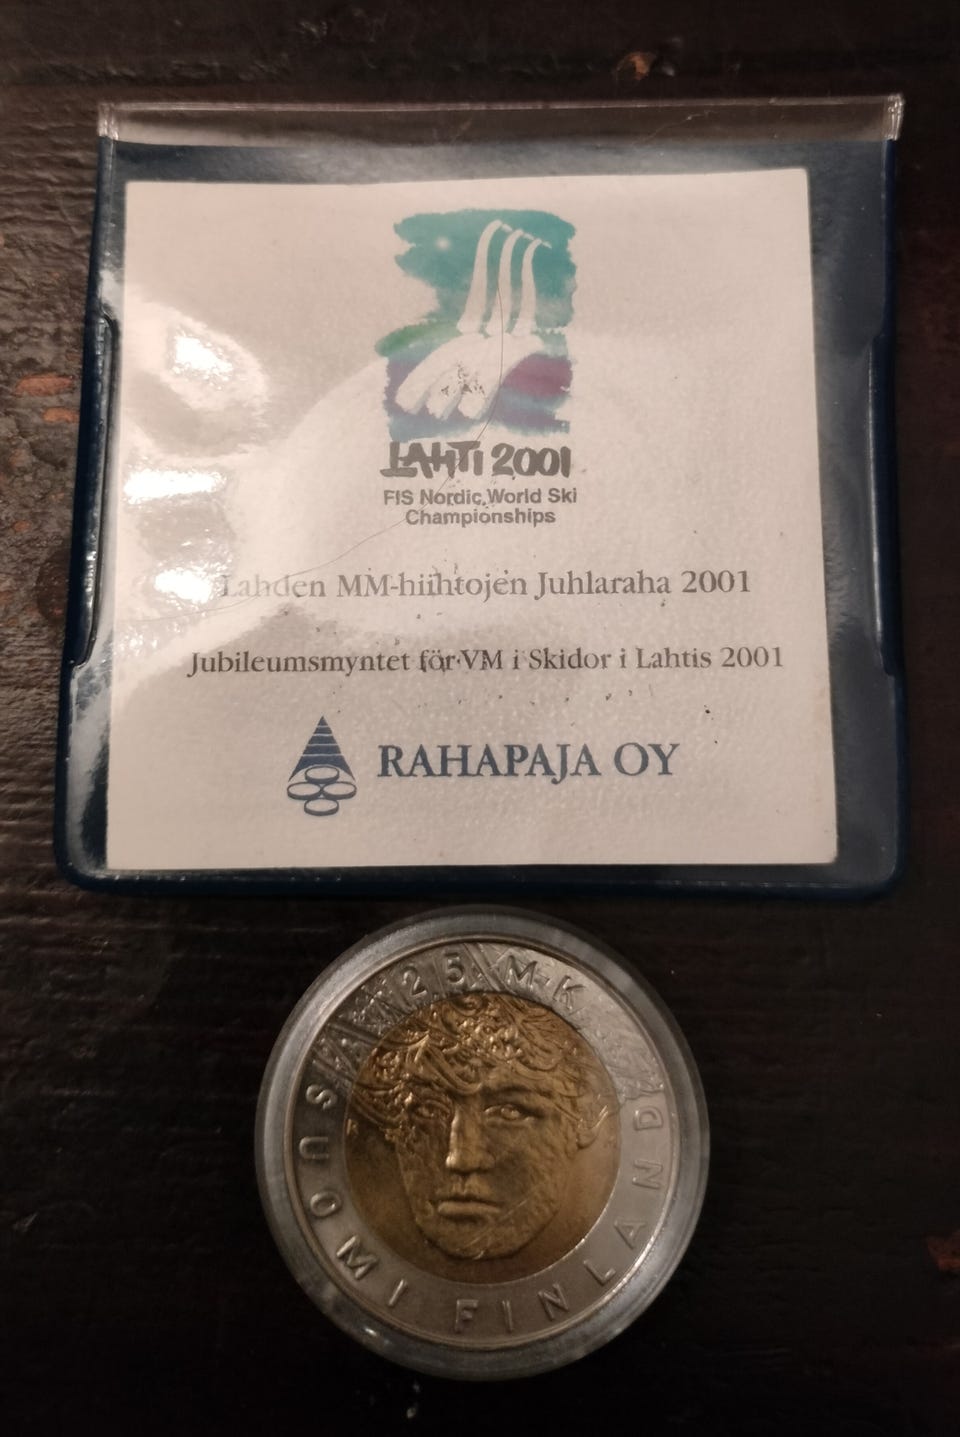 LAHTI 2001
FIS Nordic World Ski
Championships
Lahden MM-hiihtojen Juhlaraha 2001
Jubileumsmyntet för VM i Skidor i Lahtis 2001
RAHAPAJA OY
25 MK
SUOMI FINLAND